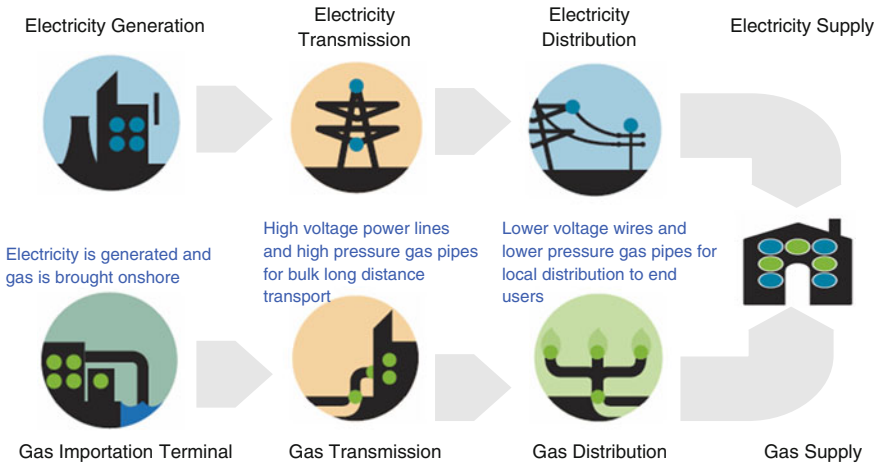 Electricity Generation
Electricity
Transmission
Electricity
Distribution
Electricity Supply
Electricity is generated and
gas is brought onshore
High voltage power lines
and high pressure gas pipes
for bulk long distance
transport
Lower voltage wires and
lower pressure gas pipes for
local distribution to end
users
Gas Importation Terminal
Gas Transmission
Gas Distribution
Gas Supply